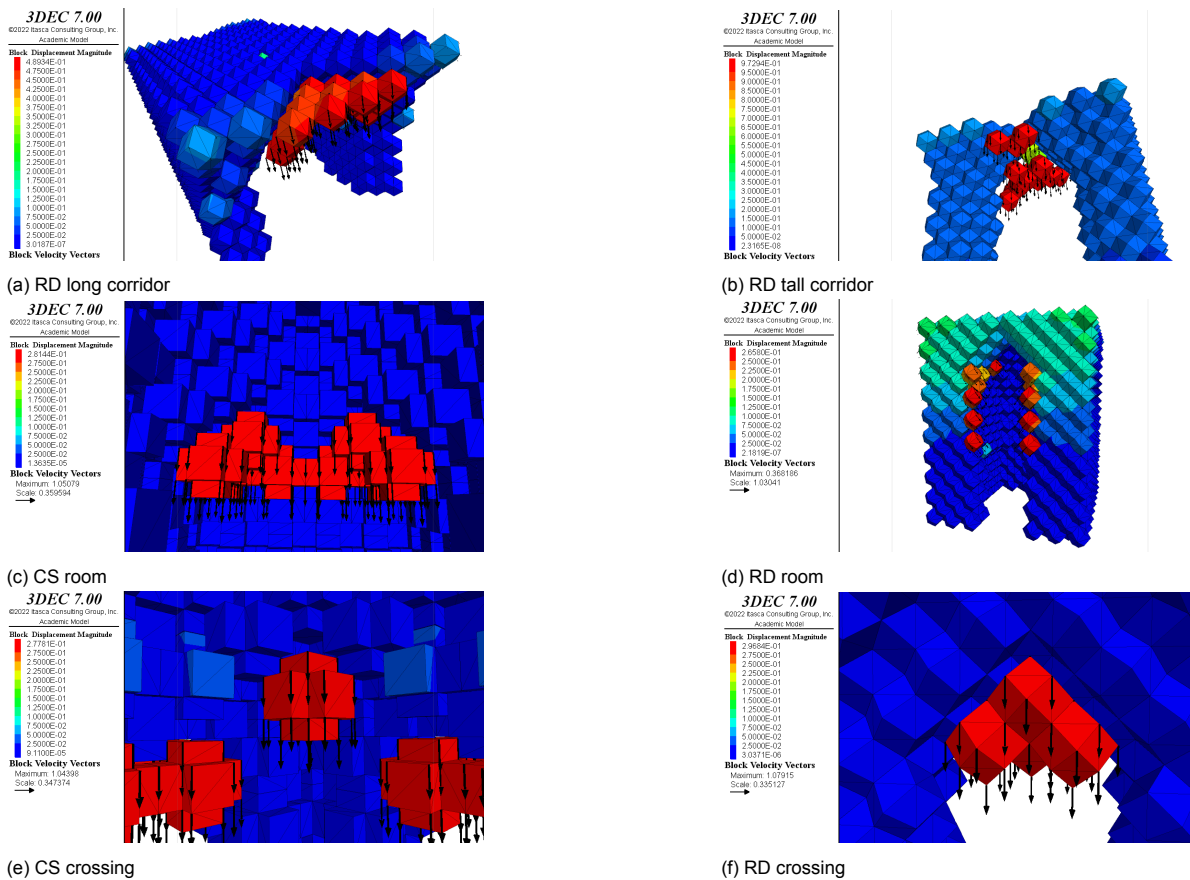 3DEC 7.00
©2022 Itasca Consulting Group, Inc.
Academic Model
Block Displacement Magnitude
4.8934E-01
4.7500E-01
4.5000E-01
4.2500E-01
4.0000E-01
3.7500E-01
3.5000E-01
3.2500E-01
3.0000E-01
2.7500E-01
2.5000E-01
2.2500E-01
2.0000E-01
1.7500E-01
1.5000E-01
1.2500E-01
1.0000E-01
7.5000E-02
5.0000E-02
2.5000E-02
3.0187E-07
Block Velocity Vectors
(a) RD long corridor
3DEC 7.00
©2022 Itasca Consulting Group, Inc.
Academic Model
Block Displacement Magnitude
9.7294E-01
9.5000E-01
9.0000E-01
8.5000E-01
8.0000E-01
7.5000E-01
7.0000E-01
6.5000E-01
6.0000E-01
5.5000E-01
5.0000E-01
4.5000E-01
4.0000E-01
3.5000E-01
3.0000E-01
2.5000E-01
2.0000E-01
1.5000E-01
1.0000E-01
5.0000E-02
2.3165E-08
Block Velocity Vectors
(b) RD tall corridor
3DEC 7.00
©2022 Itasca Consulting Group, Inc.
Academic Model
Block Displacement Magnitude
2.8144E-01
2.7500E-01
2.5000E-01
2.2500E-01
2.0000E-01
1.7500E-01
1.5000E-01
1.2500E-01
1.0000E-01
7.5000E-02
5.0000E-02
2.5000E-02
1.3635E-05
Block Velocity Vectors
Maximum: 1.05079
Scale: 0.359594
(c) CS room
3DEC 7.00
©2022 Itasca Consulting Group, Inc.
Academic Model
Block Displacement Magnitude
2.6580E-01
2.5000E-01
2.2500E-01
2.0000E-01
1.7500E-01
1.5000E-01
1.2500E-01
1.0000E-01
7.5000E-02
5.0000E-02
2.5000E-02
2.1819E-07
Block Velocity Vectors
Maximum: 0.368186
Scale: 1.03041
(d) RD room
3DEC 7.00
©2022 Itasca Consulting Group, Inc.
Academic Model
Block Displacement Magnitude
2.7781E-01
2.7500E-01
2.5000E-01
2.2500E-01
2.0000E-01
1.7500E-01
1.5000E-01
1.2500E-01
1.0000E-01
7.5000E-02
5.0000E-02
2.5000E-02
9.1100E-05
Block Velocity Vectors
Maximum: 1.04398
Scale: 0.347374
(e) CS crossing
3DEC 7.00
©2022 Itasca Consulting Group, Inc.
Academic Model
Block Displacement Magnitude
2.9684E-01
2.7500E-01
2.5000E-01
2.2500E-01
2.0000E-01
1.7500E-01
1.5000E-01
1.2500E-01
1.0000E-01
7.5000E-02
5.0000E-02
2.5000E-02
3.0371E-06
Block Velocity Vectors
Maximum: 1.07915
Scale: 0.335127
(f) RD crossing